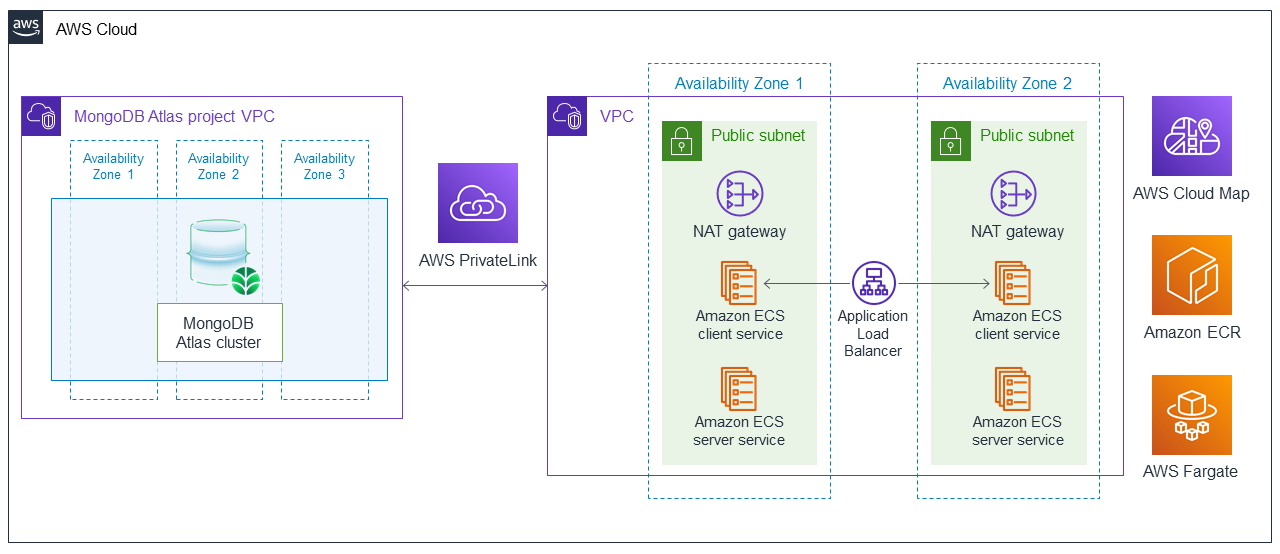 aws
AWS Cloud
MongoDB Atlas project VPC
Availability
Zone 1
Availability
Zone 2
Availability
Zone 3
MongoDB
Atlas cluster
AWS PrivateLink
VPC
Availability Zone 1
Public subnet
NAT gateway
Amazon ECS
client service
Amazon ECS
server service
Application
Load
Balancer
Availability Zone 2
Public subnet
NAT gateway
Amazon ECS
client service
Amazon ECS
server service
AWS Cloud Map
Amazon ECR
AWS Fargate